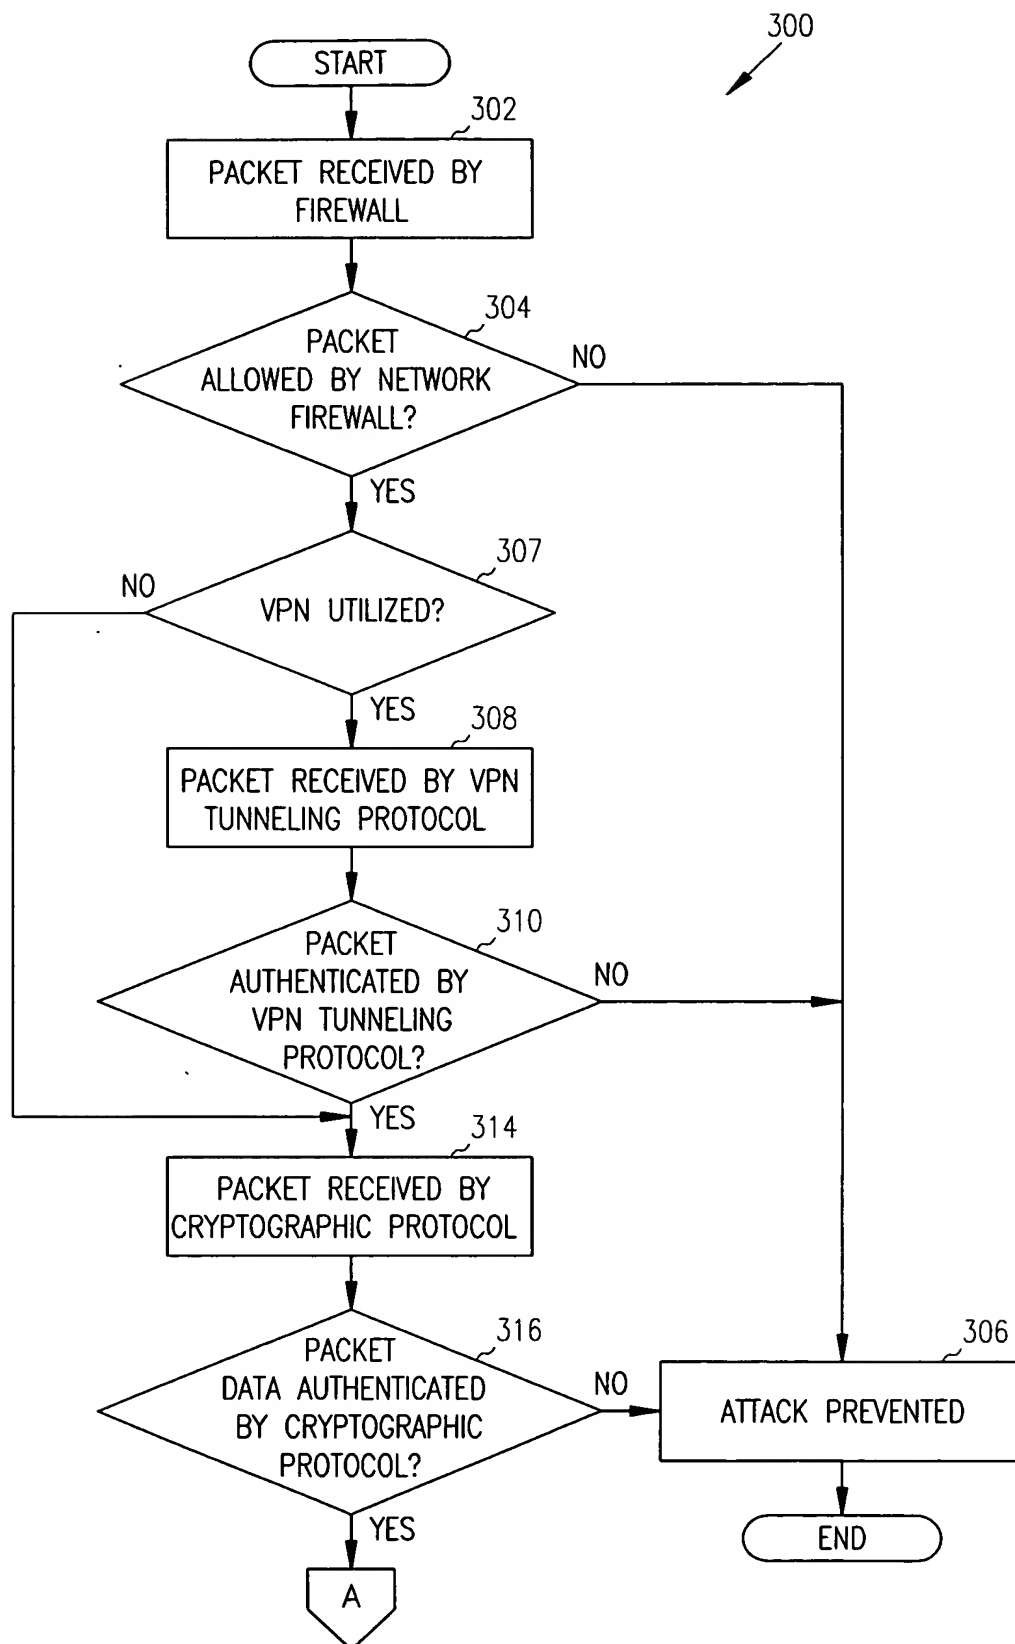 300
START
302
PACKET RECEIVED BY
FIREWALL
304
PACKET
ALLOWED BY NETWORK
FIREWALL?
NO
YES
307
NO
VPN UTILIZED?
YES
308
PACKET RECEIVED BY VPN
TUNNELING PROTOCOL
310
PACKET
AUTHENTICATED BY
VPN TUNNELING
PROTOCOL?
NO
YES
314
PACKET RECEIVED BY
CRYPTOGRAPHIC PROTOCOL
316
PACKET
DATA AUTHENTICATED
BY CRYPTOGRAPHIC
PROTOCOL?
NO
306
ATTACK PREVENTED
YES
END
A